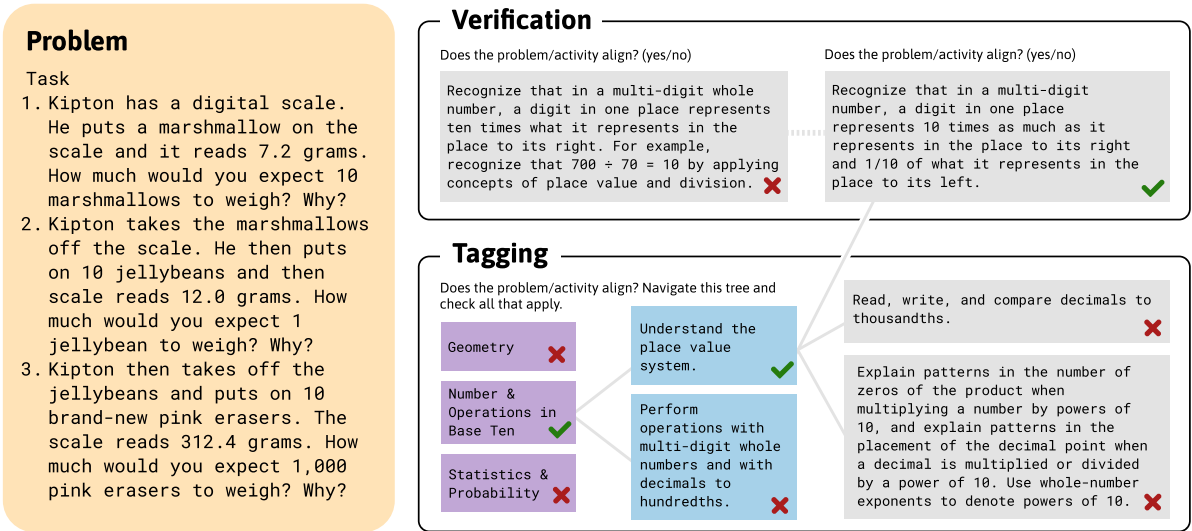 Problem
Task
1. Kipton has a digital scale.
He puts a marshmallow on the
scale and it reads 7.2 grams.
How much would you expect 10
marshmallows to weigh? Why?
2. Kipton takes the marshmallows
off the scale. He then puts
on 10 jellybeans and then
scale reads 12.0 grams. How
much would you expect 1
jellybean to weigh? Why?
3. Kipton then takes off the
jellybeans and puts on 10
brand-new pink erasers. The
scale reads 312.4 grams. How
much would you expect 1,000
pink erasers to weigh? Why?
Verification
Does the problem/activity align? (yes/no)
Recognize that in a multi-digit whole
number, a digit in one place represents
ten times what it represents in the
place to its right. For example,
recognize that 700 ÷ 70 = 10 by applying
concepts of place value and division.
Does the problem/activity align? (yes/no)
Recognize that in a multi-digit
number, a digit in one place
represents 10 times as much as it
represents in the place to its right
and 1/10 of what it represents in the
place to its left.
Tagging
Does the problem/activity align? Navigate this tree and
check all that apply.
Geometry
Number &
Operations in
Base Ten
Statistics &
Probability
Understand the
place value
system.
Perform
operations with
multi-digit whole
numbers and with
decimals to
hundredths.
Read, write, and compare decimals to
thousandths.
Explain patterns in the number of
zeros of the product when
multiplying a number by powers of
10, and explain patterns in the
placement of the decimal point when
a decimal is multiplied or divided
by a power of 10. Use whole-number
exponents to denote powers of 10.